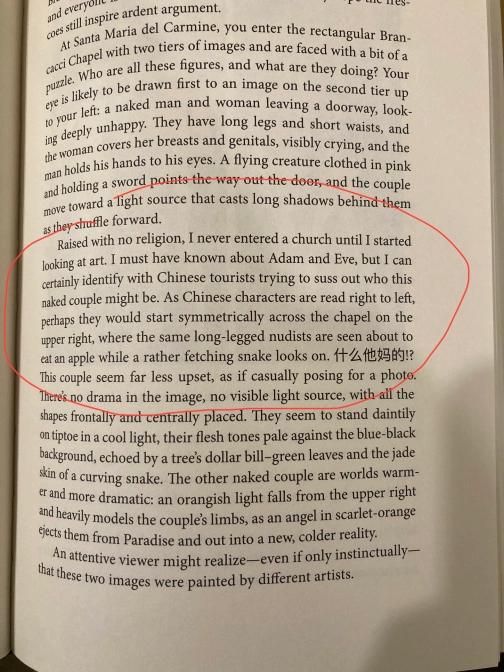 and everyone
coes still inspire ardent argument.
At Santa Maria del Carmine, you enter the rectangular Bran-
cacci Chapel with two tiers of images and are faced with a bit of a
puzzle. Who are all these figures, and what are they doing? Your
eye is likely to be drawn first to an image on the second tier up
to your left: a naked man and woman leaving a doorway, look-
ing deeply unhappy. They have long legs and short waists, and
the woman covers her breasts and genitals, visibly crying, and the
man holds his hands to his eyes. A flying creature clothed in pink
and holding a sword points the way out the door, and the couple
move toward a light source that casts long shadows behind them
as they shuffle forward.
Raised with no religion, I never entered a church until I started
looking at art. I must have known about Adam and Eve, but I can
certainly identify with Chinese tourists trying to suss out who this
naked couple might be. As Chinese characters are read right to left,
perhaps they would start symmetrically across the chapel on the
upper right, where the same long-legged nudists are seen about to
eat an apple while a rather fetching snake looks on. 什么他妈的!?
This couple seem far less upset, as if casually posing for a photo.
There's no drama in the image, no visible light source, with all the
shapes frontally and centrally placed. They seem to stand daintily
on tiptoe in a cool light, their flesh tones pale against the blue-black
background, echoed by a tree's dollar bill–green leaves and the jade
skin of a curving snake. The other naked couple are worlds warm-
er and more dramatic: an orangish light falls from the upper right
and heavily models the couple's limbs, as an angel in scarlet-orange
ejects them from Paradise and out into a new, colder reality.
An attentive viewer might realize—even if only instinctually—
that these two images were painted by different artists.